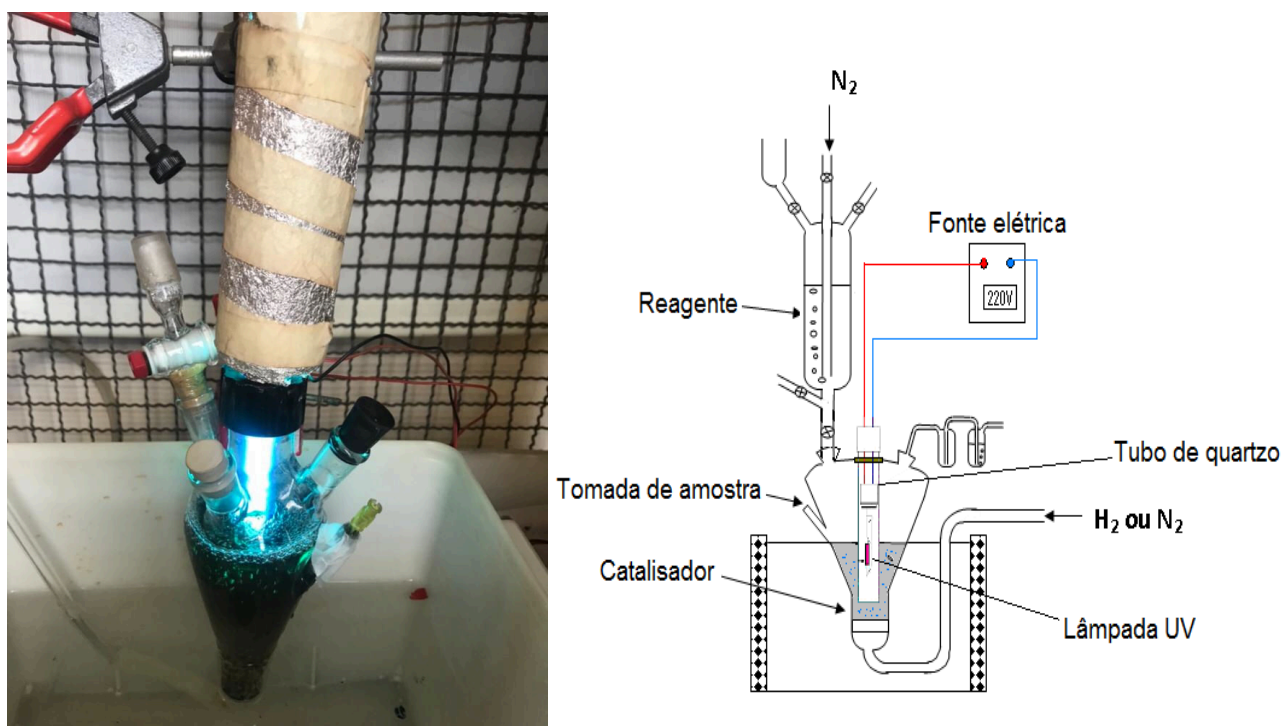 N₂
Fonte elétrica
220V
Reagente
Tubo de quartzo
Tomada de amostra
H₂ ou N₂
Catalisador
Lâmpada UV